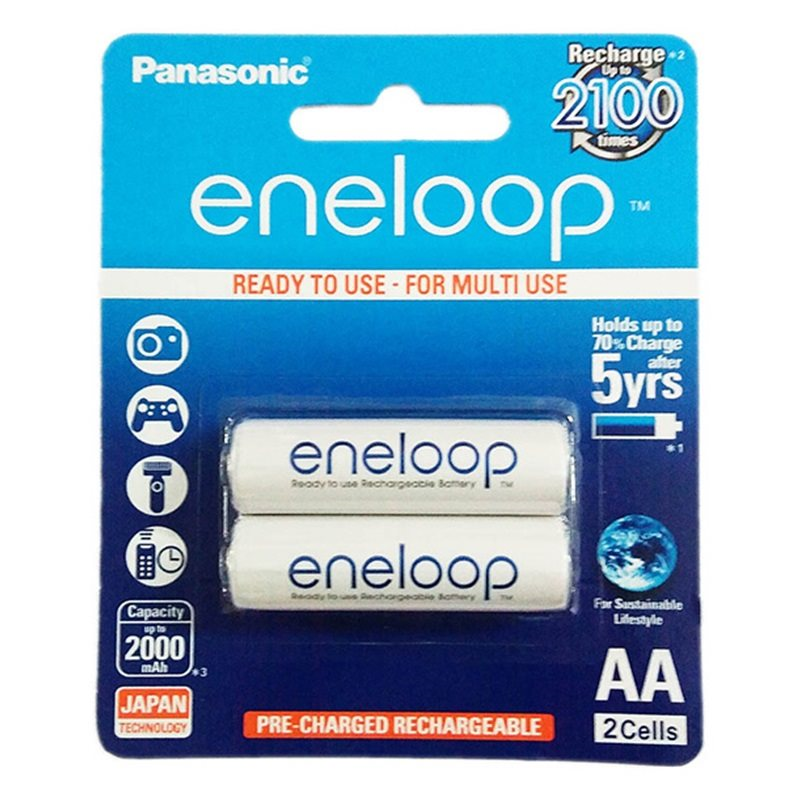 Panasonic®
Recharge *2
Up to
2100
times
eneloop ™
READY TO USE - FOR MULTI USE
Holds up to
70% Charge
after
5yrs
*1
eneloop
Ready to use Rechargeable Battery ™
eneloop
Ready to use Rechargeable Battery ™
For Sustainable
Lifestyle
Capacity
up to
2000
mAh *3
JAPAN
TECHNOLOGY
PRE-CHARGED RECHARGEABLE
AA
2Cells